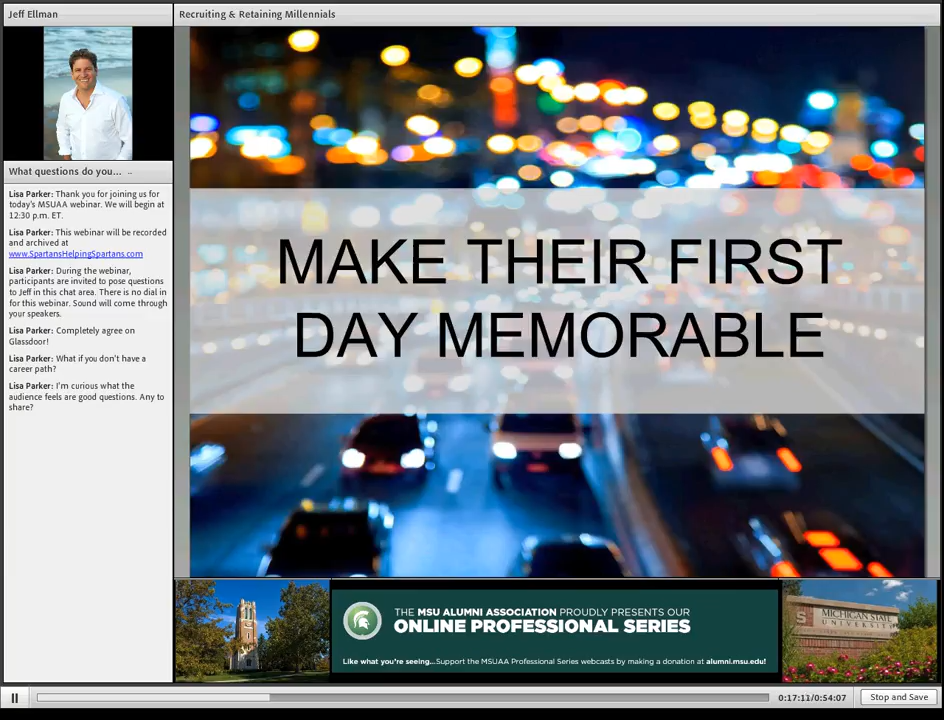 Jeff Ellman
Recruiting & Retaining Millennials
What questions do you... ..
Lisa Parker: Thank you for joining us for
today's MSUAA webinar. We will begin at
12:30 p.m. ET.
Lisa Parker: This webinar will be recorded
and archived at
www.SpartansHelpingSpartans.com
Lisa Parker: During the webinar,
participants are invited to pose questions
to Jeff in this chat area. There is no dial in
for this webinar. Sound will come through
your speakers.
Lisa Parker: Completely agree on
Glassdoor!
Lisa Parker: What if you don't have a
career path?
Lisa Parker: I'm curious what the
audience feels are good questions. Any to
share?
MAKE THEIR FIRST
DAY MEMORABLE
THE MSU ALUMNI ASSOCIATION PROUDLY PRESENTS OUR
ONLINE PROFESSIONAL SERIES
Like what you're seeing...Support the MSUAA Professional Series webcasts by making a donation at alumni.msu.edu!
MICHIGAN STATE
UNIVERSITY
0:17:11/0:54:07
Stop and Save